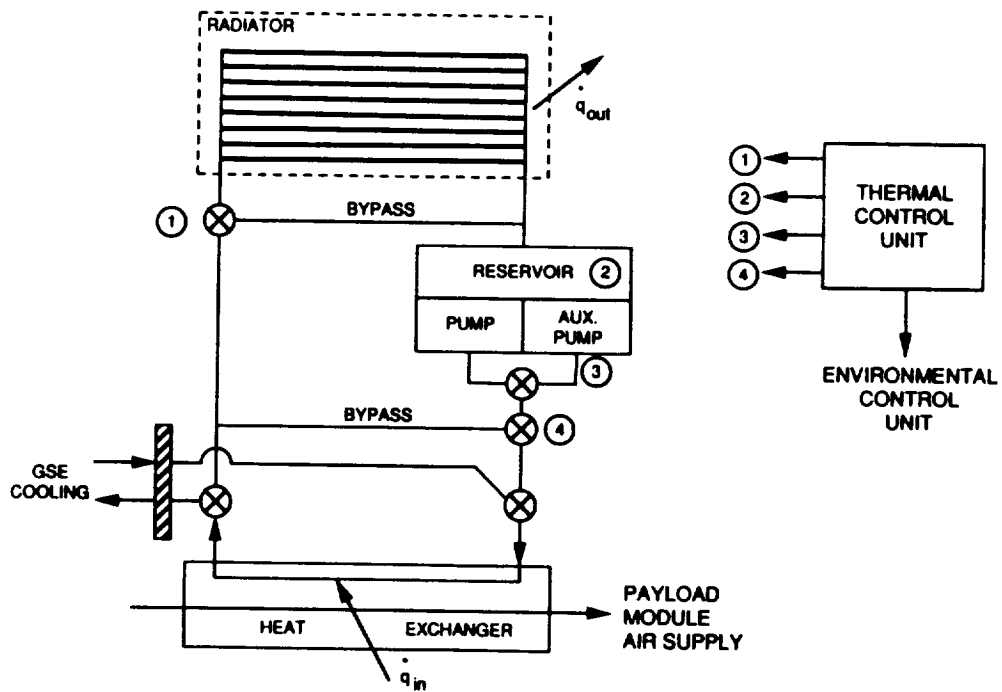 RADIATOR
q̇out
1
BYPASS
RESERVOIR 2
PUMP
AUX.
PUMP
3
BYPASS
4
GSE
COOLING
HEAT EXCHANGER
q̇in
PAYLOAD
MODULE
AIR SUPPLY
1
2
3
4
THERMAL
CONTROL
UNIT
ENVIRONMENTAL
CONTROL
UNIT